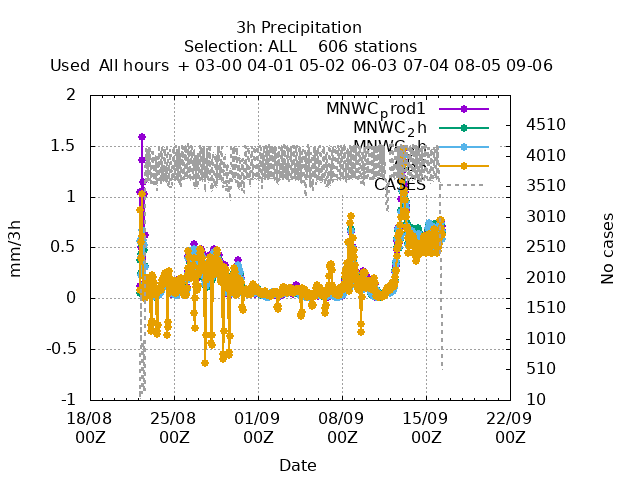 3h Precipitation
Selection: ALL 606 stations
Used All hours + 03-00 04-01 05-02 06-03 07-04 08-05 09-06
MNWCprod1
MNWC2h
CASES
mm/3h
No cases
2
1.5
1
0.5
0
-0.5
-1
4510
4010
3510
3010
2510
2010
1510
1010
510
10
18/08 25/08 01/09 08/09 15/09 22/09
00Z 00Z 00Z 00Z 00Z 00Z
Date